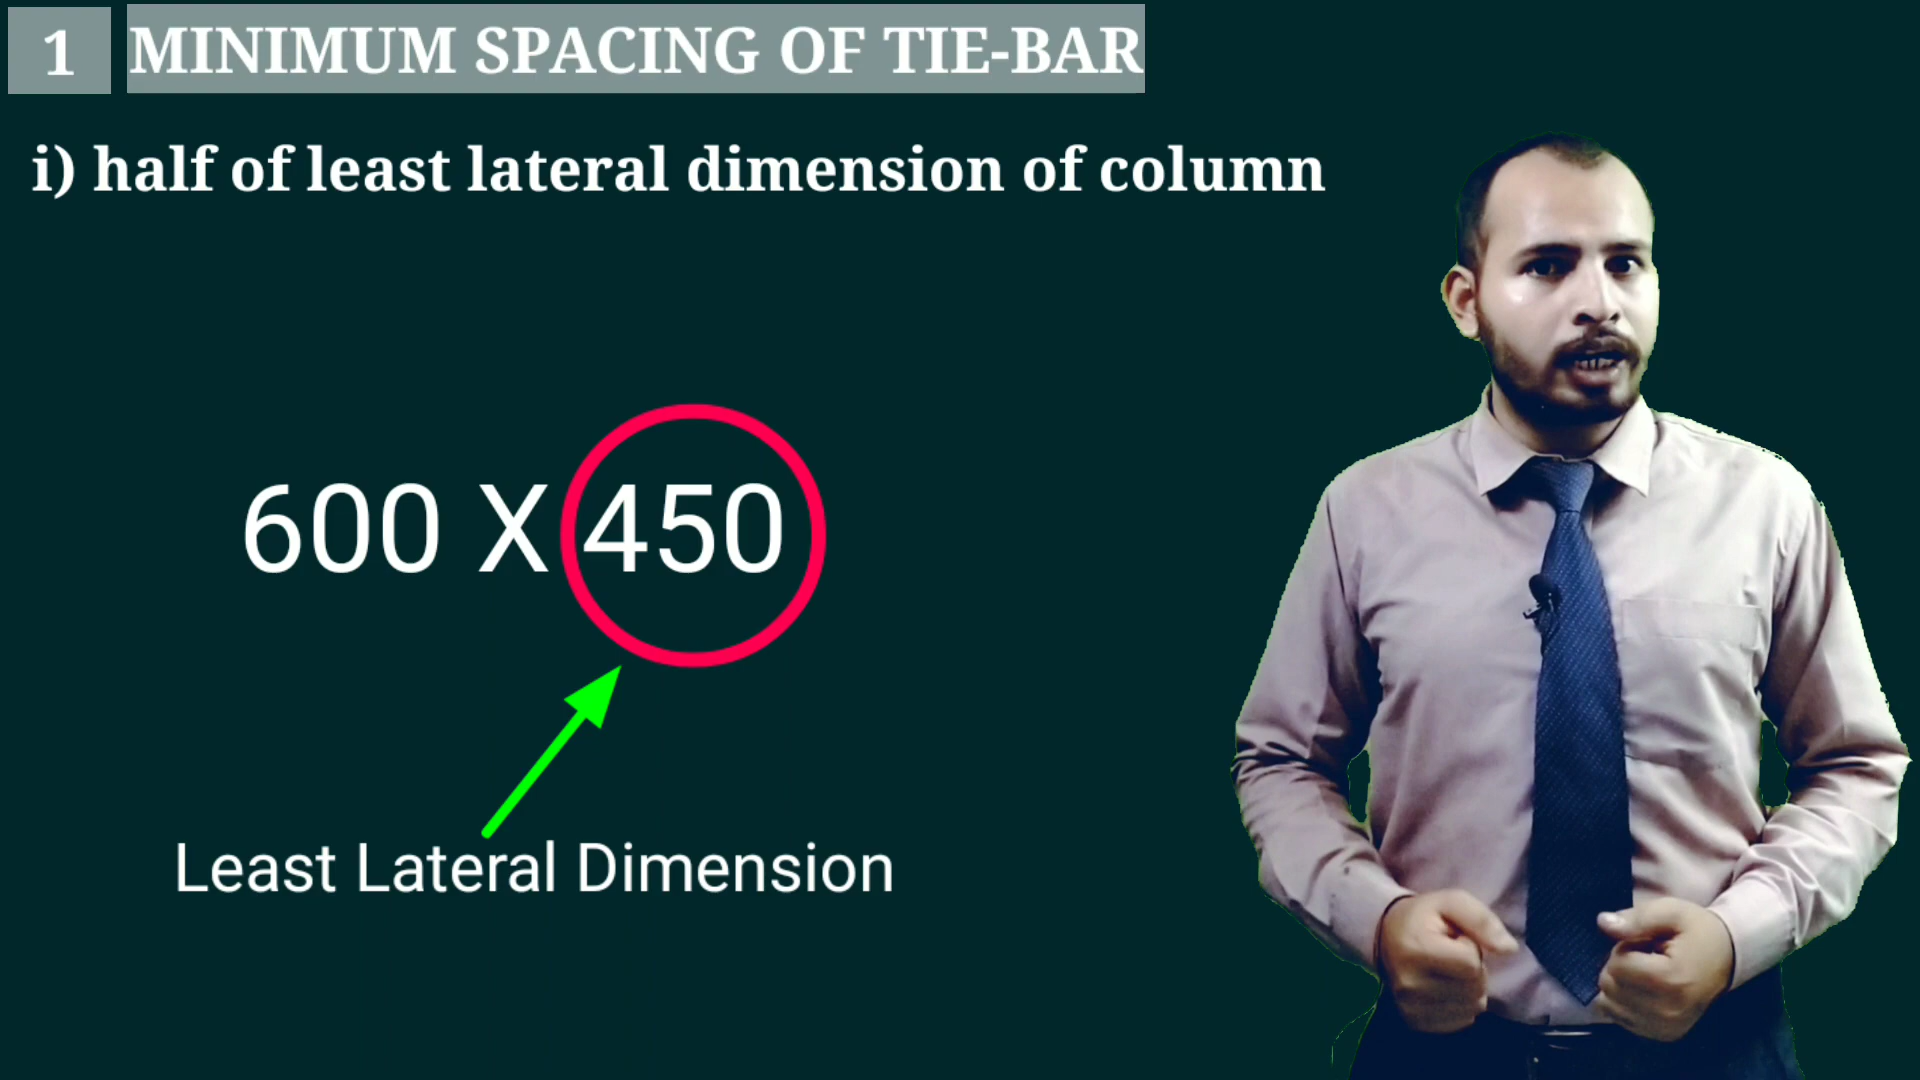 1 MINIMUM SPACING OF TIE-BAR
i) half of least lateral dimension of column
600 X 450
Least Lateral Dimension